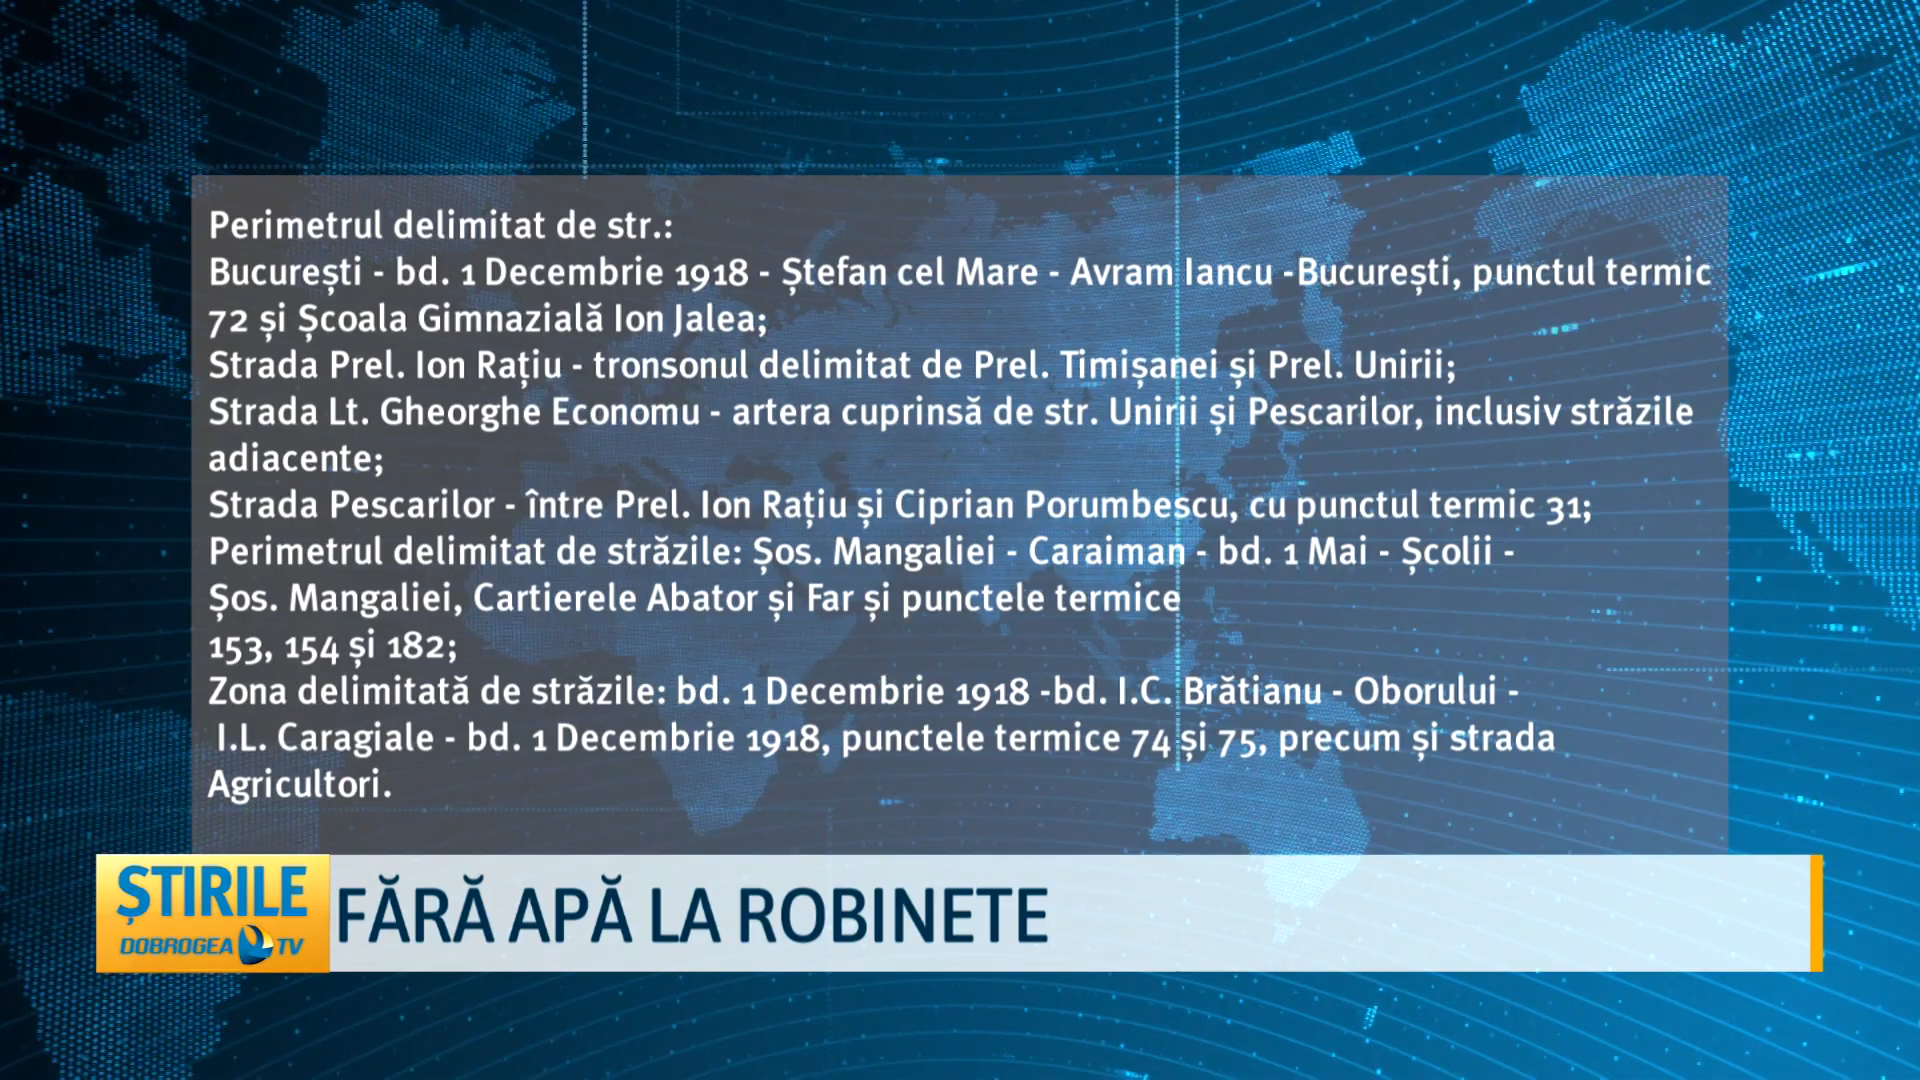 Perimetrul delimitat de str.:
București - bd. 1 Decembrie 1918 - Ștefan cel Mare - Avram Iancu -București, punctul termic
72 și Școala Gimnazială Ion Jalea;
Strada Prel. Ion Rațiu - tronsonul delimitat de Prel. Timișanei și Prel. Unirii;
Strada Lt. Gheorghe Economu - artera cuprinsă de str. Unirii și Pescarilor, inclusiv străzile
adiacente;
Strada Pescarilor - între Prel. Ion Rațiu și Ciprian Porumbescu, cu punctul termic 31;
Perimetrul delimitat de străzile: Șos. Mangaliei - Caraiman - bd. 1 Mai - Școlii -
Șos. Mangaliei, Cartierele Abator și Far și punctele termice
153, 154 și 182;
Zona delimitată de străzile: bd. 1 Decembrie 1918 -bd. I.C. Brătianu - Oborului -
I.L. Caragiale - bd. 1 Decembrie 1918, punctele termice 74 și 75, precum și strada
Agricultori.
ȘTIRILE
DOBROGEA TV
FĂRĂ APĂ LA ROBINETE